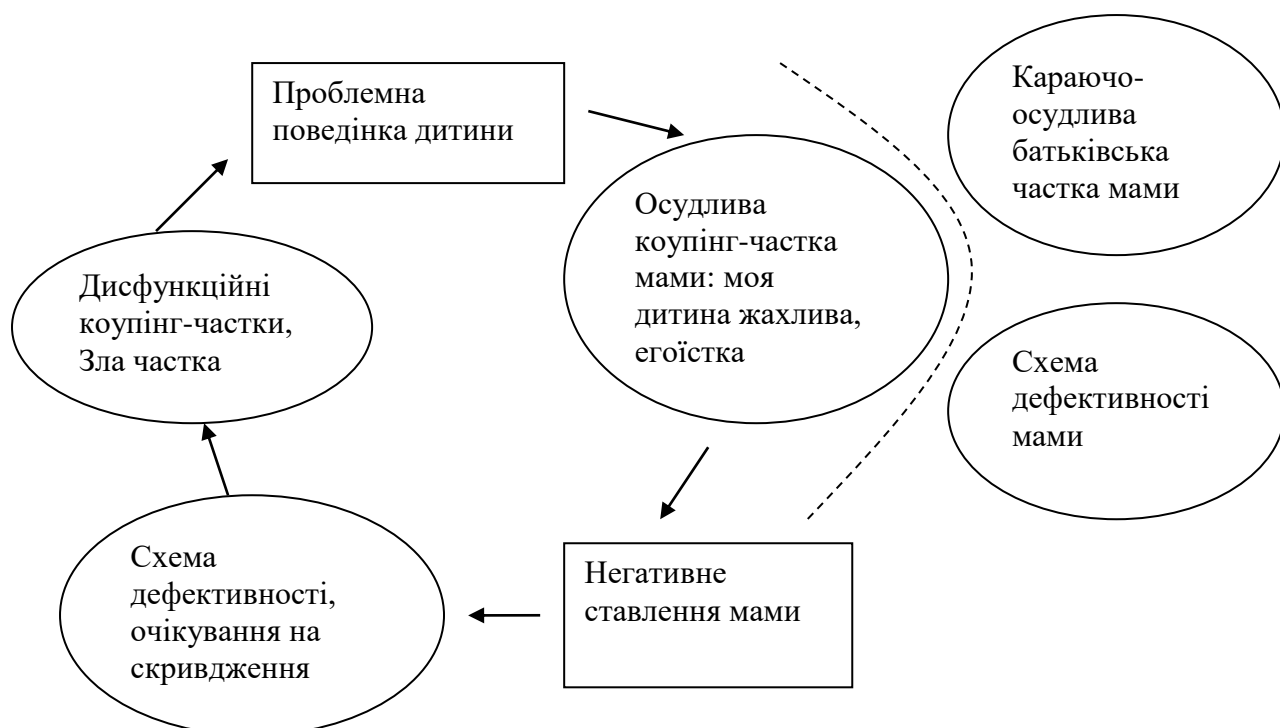 Проблемна
поведінка дитини
Караючо-
осудлива
батьківська
частка мами
Осудлива
коупінг-частка
мами: моя
дитина жахлива,
егоїстка
Дисфункційні
коупінг-частки,
Зла частка
Схема
дефективності
мами
Схема
дефективності,
очікування на
скривдження
Негативне
ставлення мами